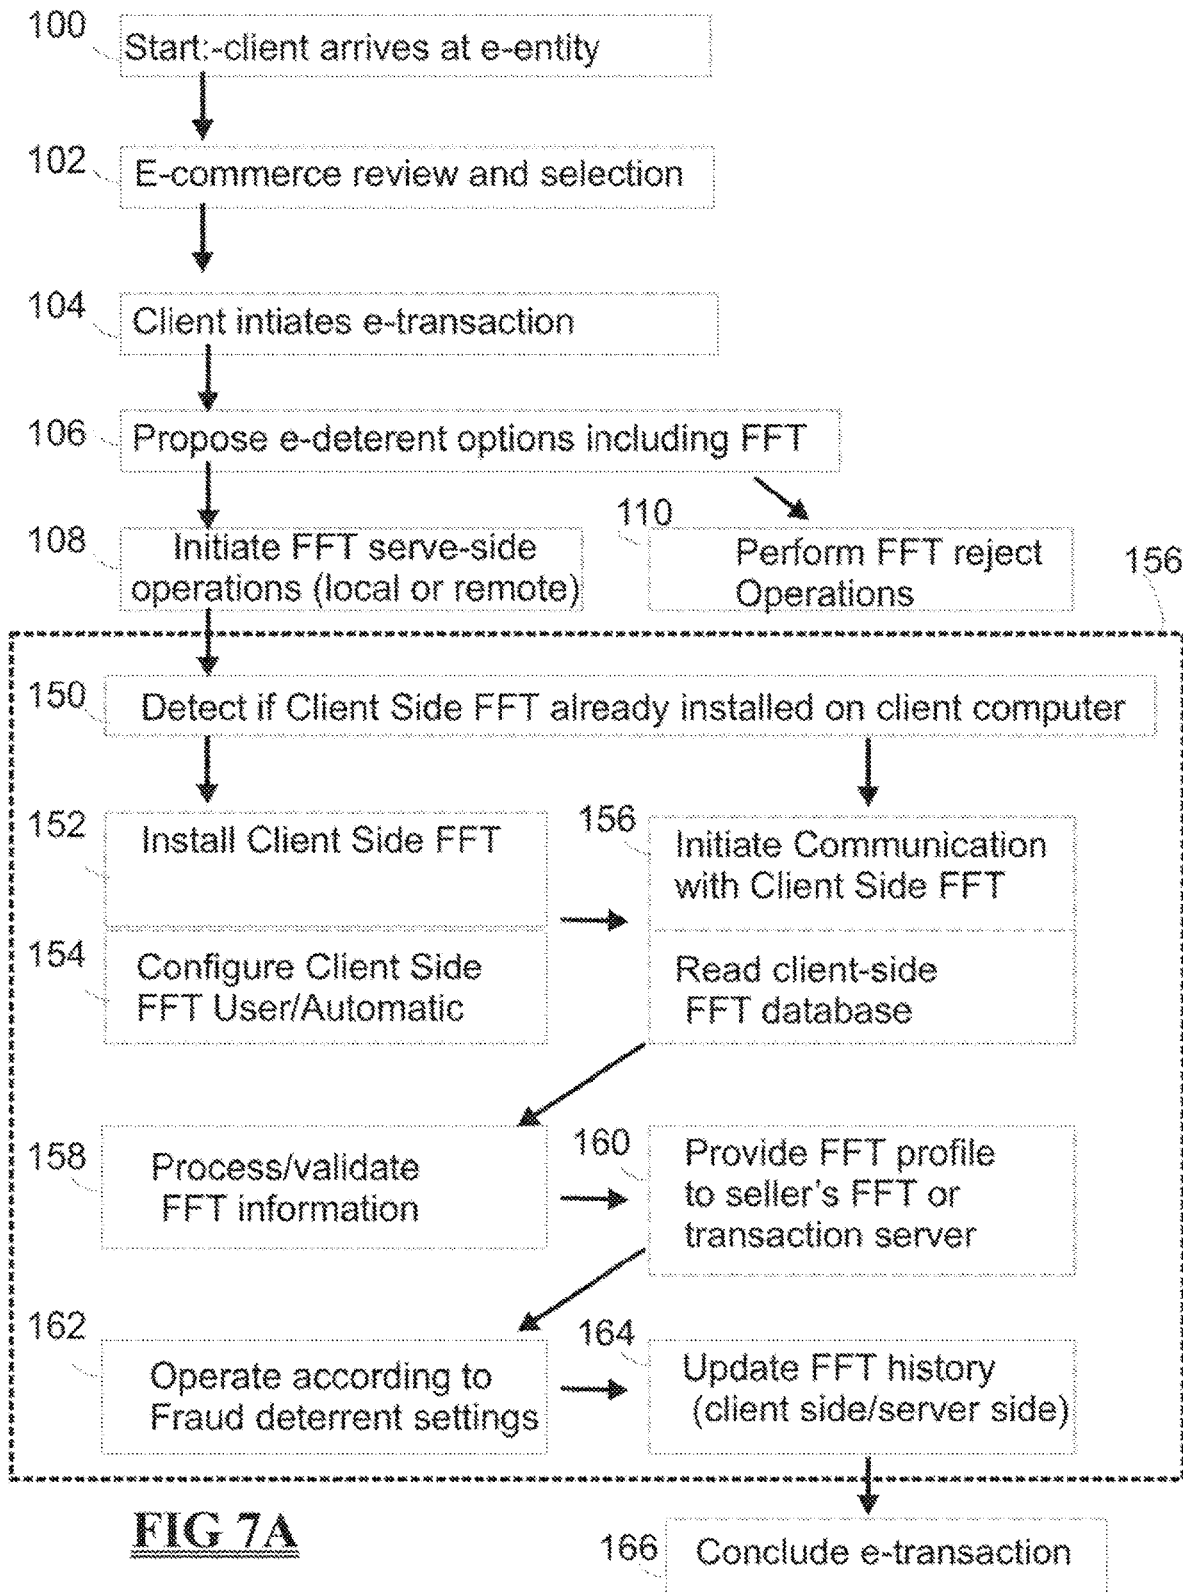 100
Start:-client arrives at e-entity
102
E-commerce review and selection
104
Client intiates e-transaction
106
Propose e-deterent options including FFT
108
Initiate FFT serve-side
operations (local or remote)
110
Perform FFT reject
Operations
156
150
Detect if Client Side FFT already installed on client computer
152
Install Client Side FFT
154
Configure Client Side
FFT User/Automatic
156
Initiate Communication
with Client Side FFT
Read client-side
FFT database
158
Process/validate
FFT information
160
Provide FFT profile
to seller's FFT or
transaction server
162
Operate according to
Fraud deterrent settings
164
Update FFT history
(client side/server side)
FIG 7A
166
Conclude e-transaction